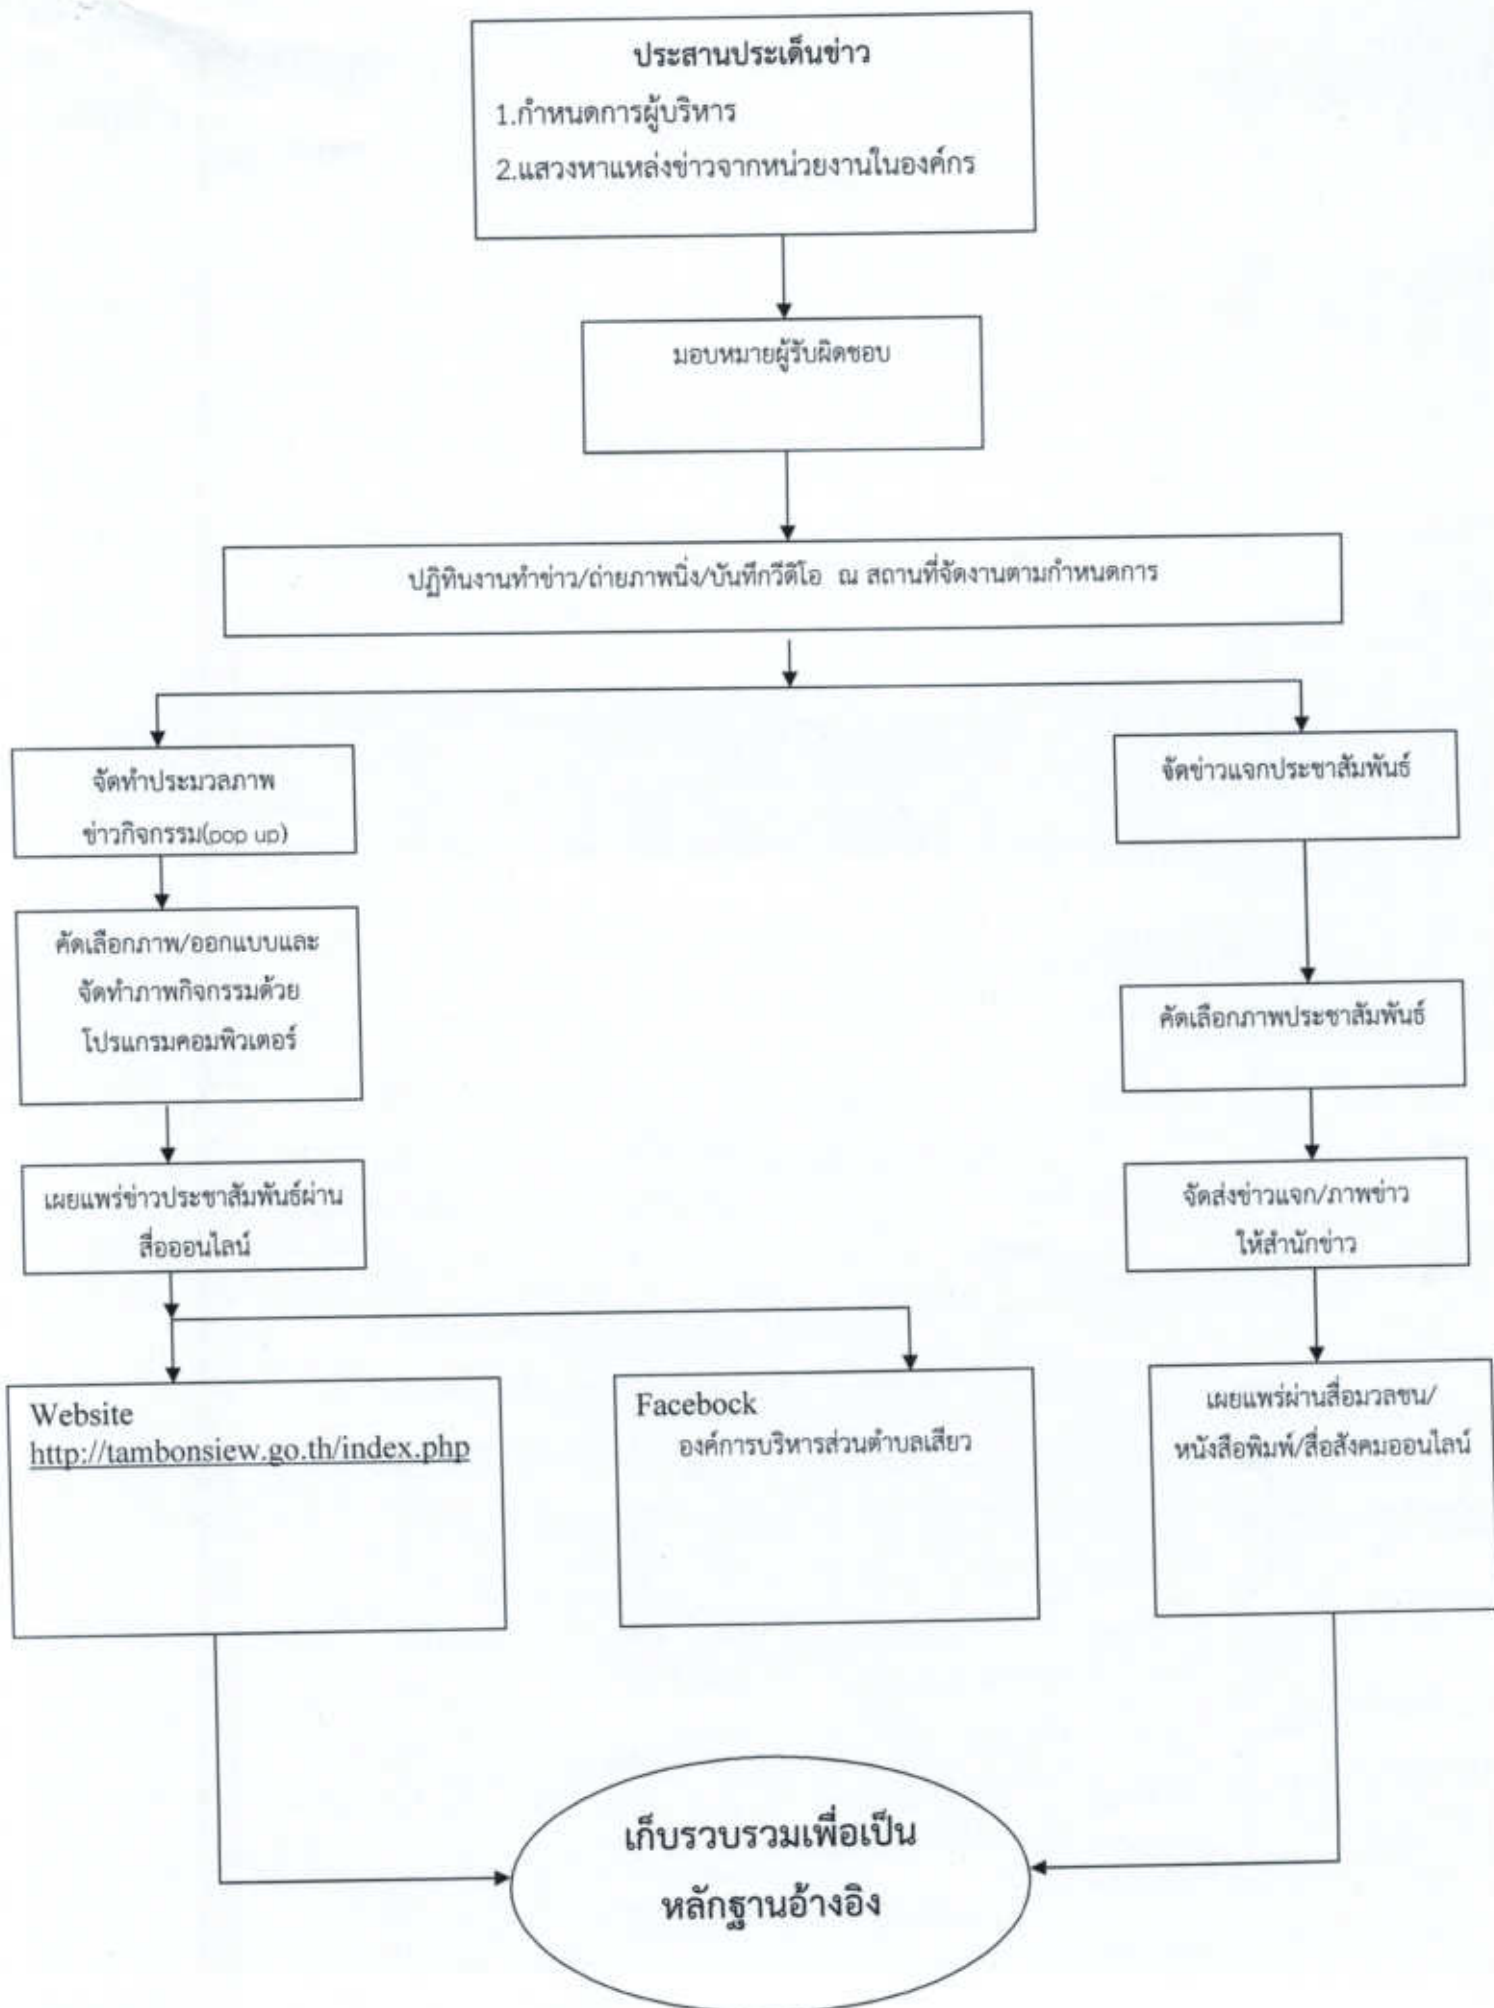 ประสานประเด็นข่าว
1.กำหนดการผู้บริหาร
2.แสวงหาแหล่งข่าวจากหน่วยงานในองค์กร
มอบหมายผู้รับผิดชอบ
ปฏิทินงานทำข่าว/ถ่ายภาพนิ่ง/บันทึกวีดิโอ ณ สถานที่จัดงานตามกำหนดการ
จัดทำประมวลภาพ
ข่าวกิจกรรม(pop up)
คัดเลือกภาพ/ออกแบบและ
จัดทำภาพกิจกรรมด้วย
โปรแกรมคอมพิวเตอร์
เผยแพร่ข่าวประชาสัมพันธ์ผ่าน
สื่อออนไลน์
Website
http://tambonsiew.go.th/index.php
Facebock
องค์การบริหารส่วนตำบลเสียว
จัดข่าวแจกประชาสัมพันธ์
คัดเลือกภาพประชาสัมพันธ์
จัดส่งข่าวแจก/ภาพข่าว
ให้สำนักข่าว
เผยแพร่ผ่านสื่อมวลชน/
หนังสือพิมพ์/สื่อสังคมออนไลน์
เก็บรวบรวมเพื่อเป็น
หลักฐานอ้างอิง